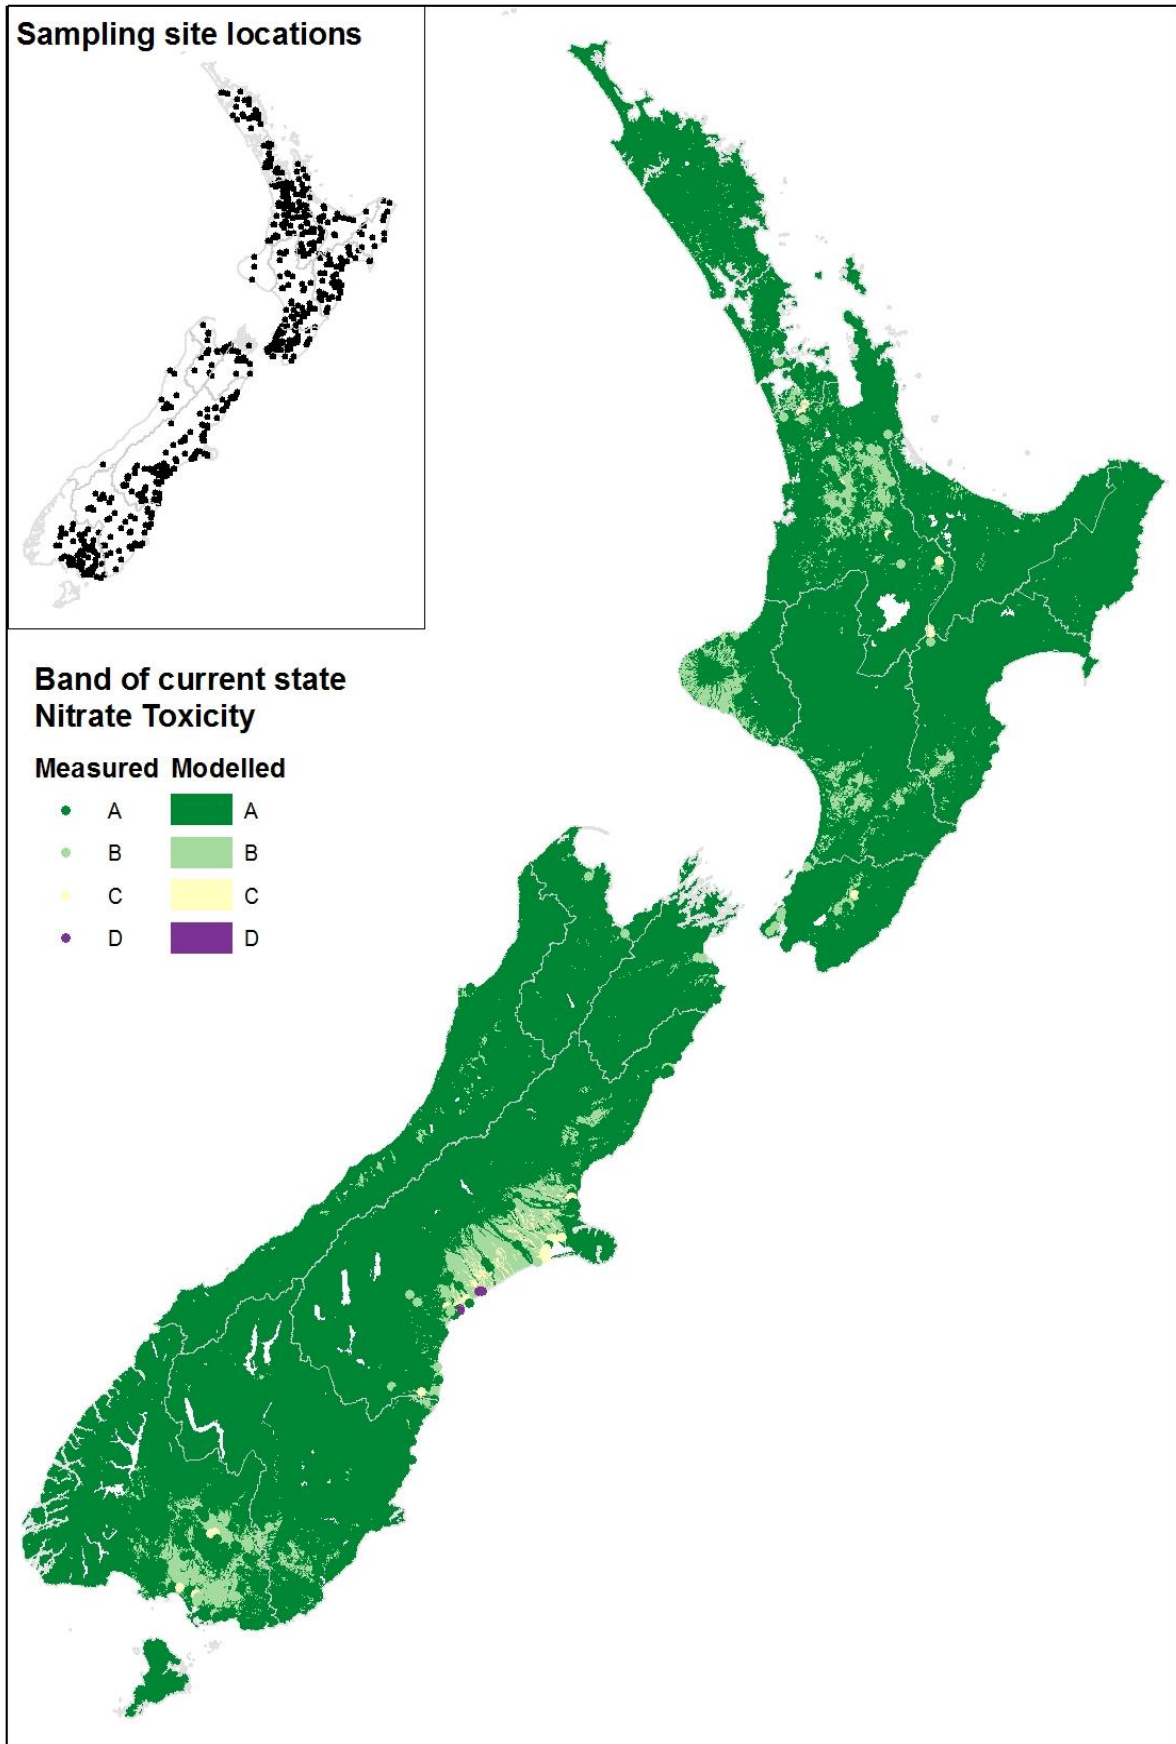 Sampling site locations
Band of current state
Nitrate Toxicity
Measured Modelled
A A
B B
C C
D D